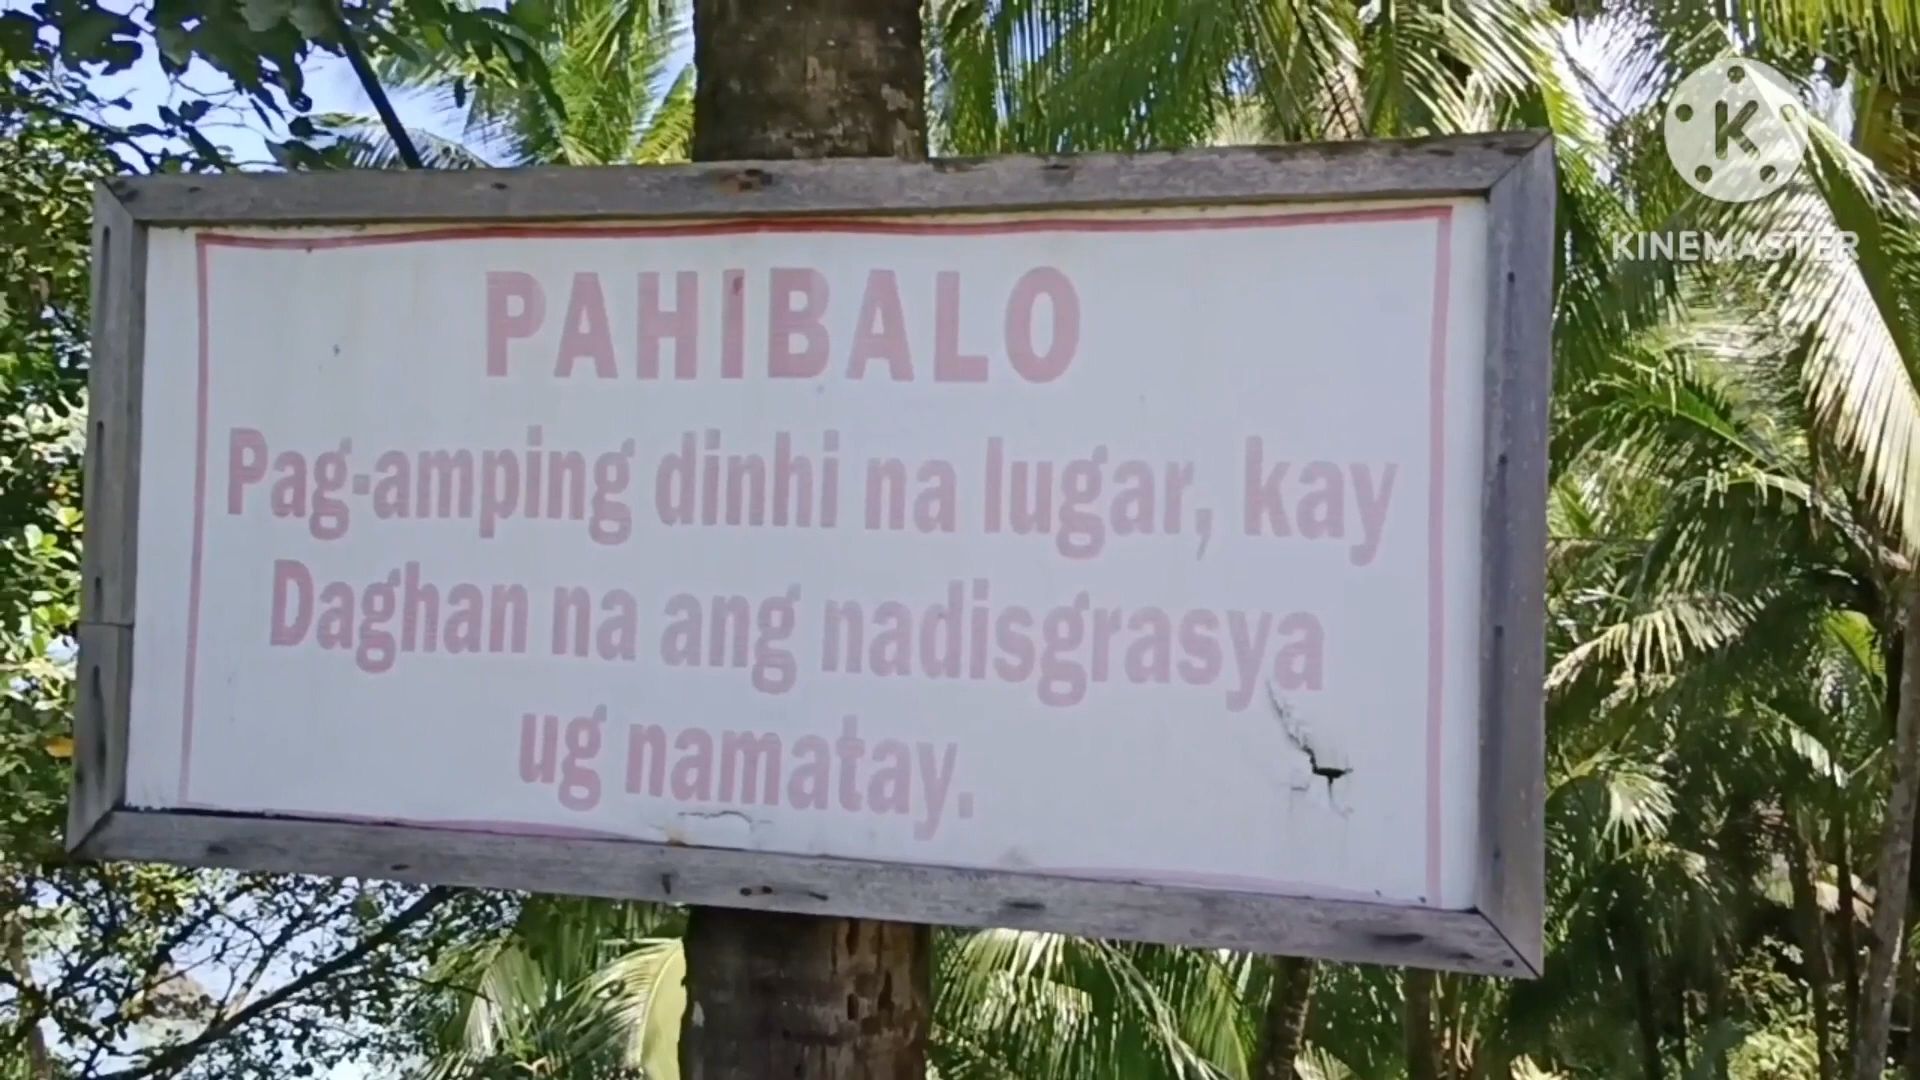 PAHIBALO
Pag-amping dinhi na lugar, kay
Daghan na ang nadisgrasya
ug namatay.
K
KINEMASTER